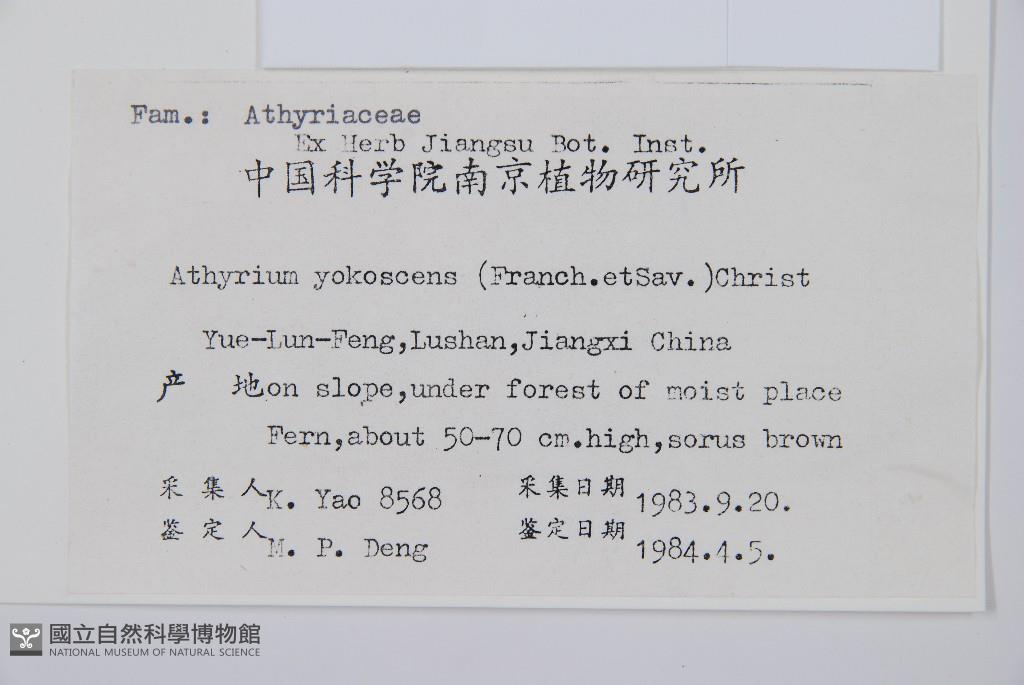 Fam.: Athyriaceae
Ex Herb Jiangsu Bot. Inst.
中国科学院南京植物研究所
Athyrium yokoscens (Franch.etSav.)Christ
Yue-Lun-Feng,Lushan,Jiangxi China
产 地on slope,under forest of moist place
Fern,about 50-70 cm.high,sorus brown
采 集 人K. Yao 8568 采集日期 1983.9.20.
鉴 定 人M. P. Deng 鉴定日期 1984.4.5.
國立自然科學博物館
NATIONAL MUSEUM OF NATURAL SCIENCE